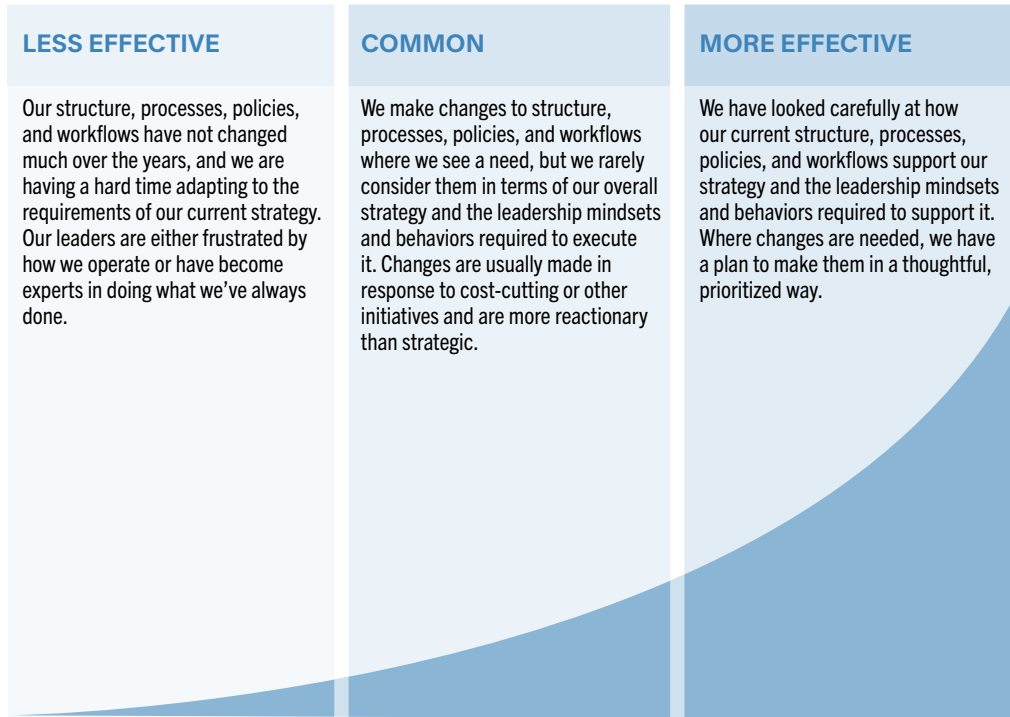 LESS EFFECTIVE
Our structure, processes, policies,
and workflows have not changed
much over the years, and we are
having a hard time adapting to the
requirements of our current strategy.
Our leaders are either frustrated by
how we operate or have become
experts in doing what we’ve always
done.
COMMON
We make changes to structure,
processes, policies, and workflows
where we see a need, but we rarely
consider them in terms of our overall
strategy and the leadership mindsets
and behaviors required to execute
it. Changes are usually made in
response to cost-cutting or other
initiatives and are more reactionary
than strategic.
MORE EFFECTIVE
We have looked carefully at how
our current structure, processes,
policies, and workflows support our
strategy and the leadership mindsets
and behaviors required to support it.
Where changes are needed, we have
a plan to make them in a thoughtful,
prioritized way.